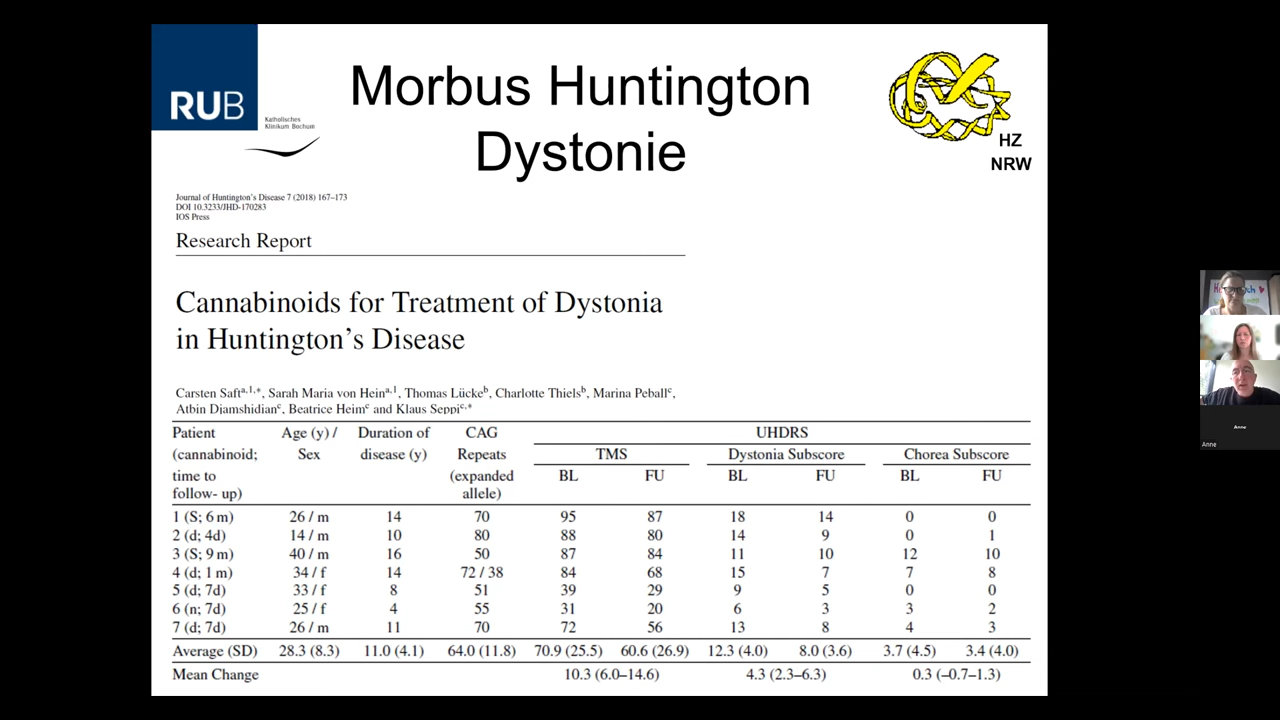 RUB
Katholisches
Klinikum Bochum
Morbus Huntington
Dystonie
HZ
NRW
Journal of Huntington's Disease 7 (2018) 167–173
DOI 10.3233/JHD-170283
IOS Press
Research Report
Cannabinoids for Treatment of Dystonia
in Huntington's Disease
Carsten Saft^a,1,*, Sarah Maria von Hein^a,1, Thomas Lücke^b, Charlotte Thiels^b, Marina Peball^c,
Atbin Djamshidian^c, Beatrice Heim^c and Klaus Seppi^c,*
Patient Age (y) / Duration of CAG UHDRS
(cannabinoid; Sex disease (y) Repeats TMS Dystonia Subscore Chorea Subscore
time to (expanded BL FU BL FU BL FU
follow- up) allele)
1 (S; 6 m) 26 / m 14 70 95 87 18 14 0 0
2 (d; 4d) 14 / m 10 80 88 80 14 9 0 1
3 (S; 9 m) 40 / m 16 50 87 84 11 10 12 10
4 (d; 1 m) 34 / f 14 72 / 38 84 68 15 7 7 8
5 (d; 7d) 33 / f 8 51 39 29 9 5 0 0
6 (n; 7d) 25 / f 4 55 31 20 6 3 3 2
7 (d; 7d) 26 / m 11 70 72 56 13 8 4 3
Average (SD) 28.3 (8.3) 11.0 (4.1) 64.0 (11.8) 70.9 (25.5) 60.6 (26.9) 12.3 (4.0) 8.0 (3.6) 3.7 (4.5) 3.4 (4.0)
Mean Change 10.3 (6.0–14.6) 4.3 (2.3–6.3) 0.3 (–0.7–1.3)
Anne
Anne